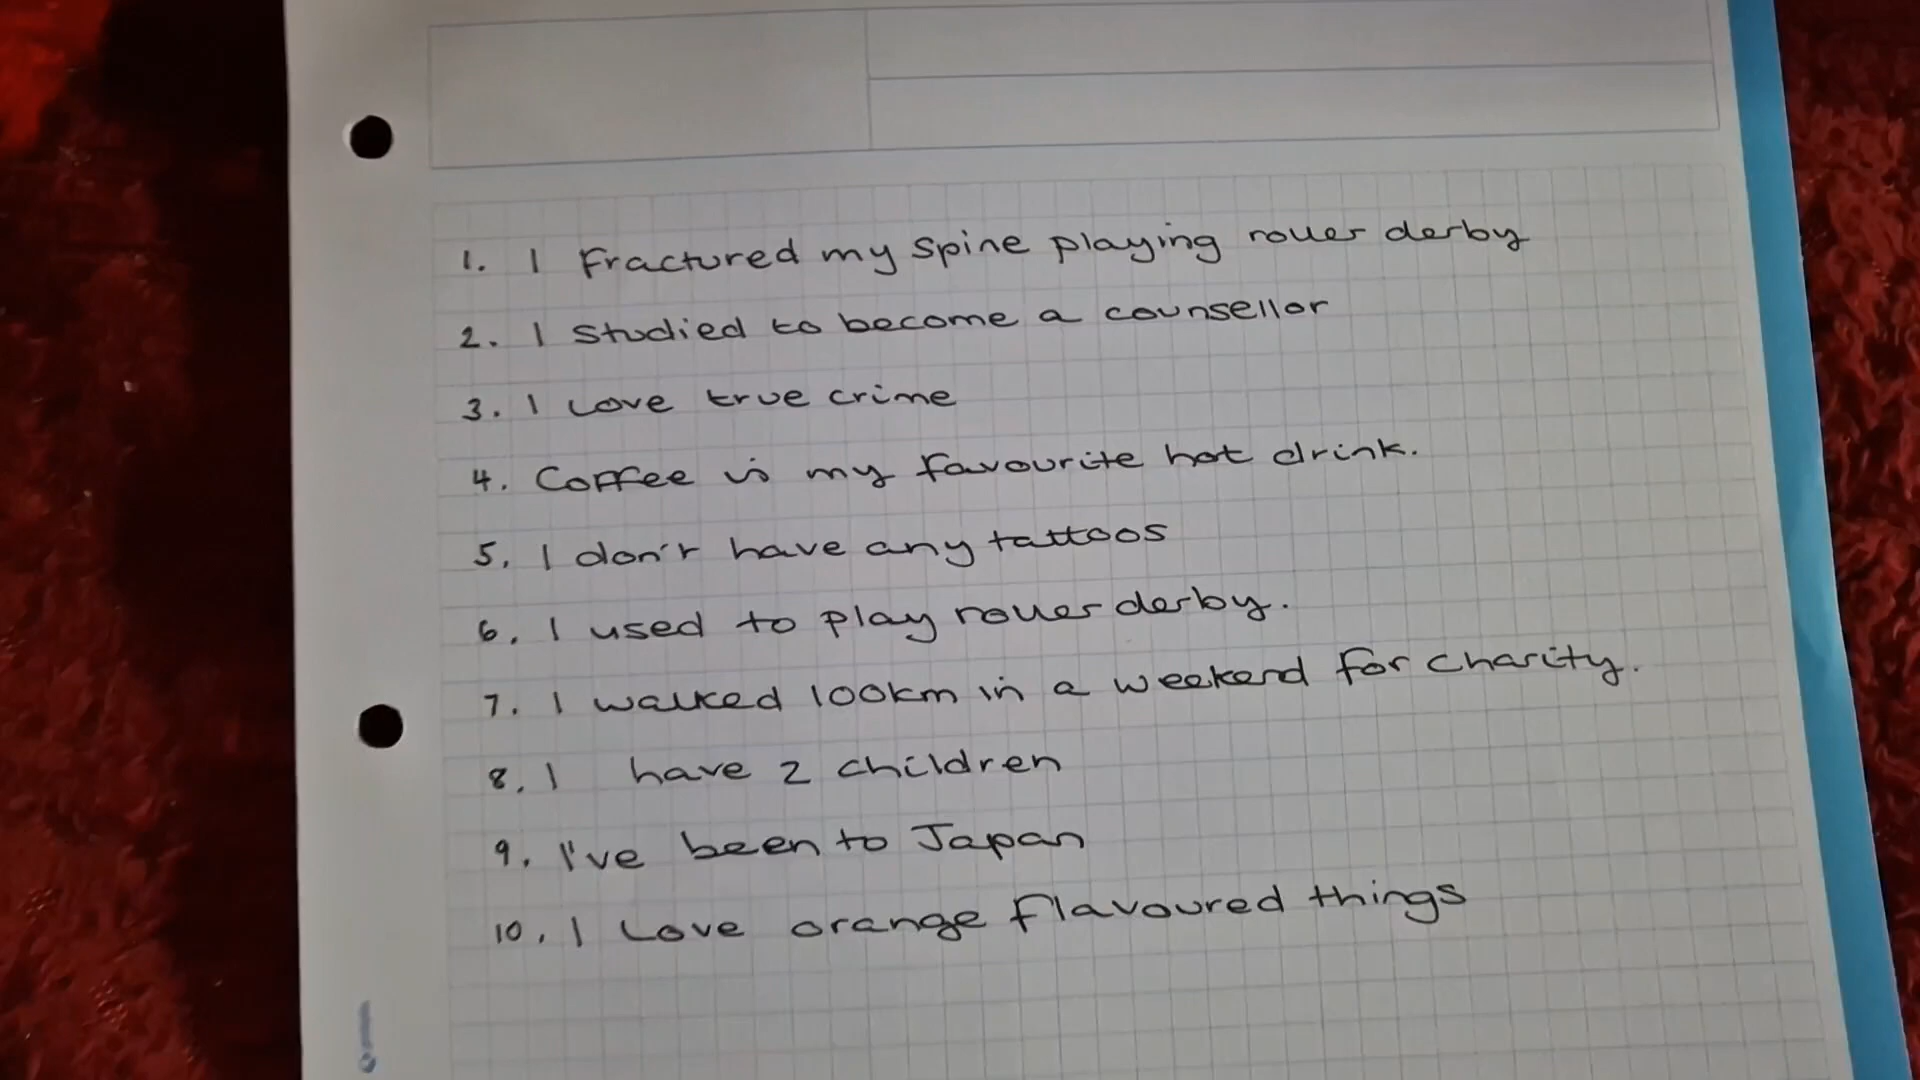 1. I Fractured my spine playing roller derby
2. I studied to become a counsellor
3. I love true crime
4. Coffee is my favourite hot drink.
5. I don't have any tattoos
6. I used to play roller derby.
7. I walked 100km in a weekend for charity.
8. I have 2 children
9. I've been to Japan
10. I love orange flavoured things